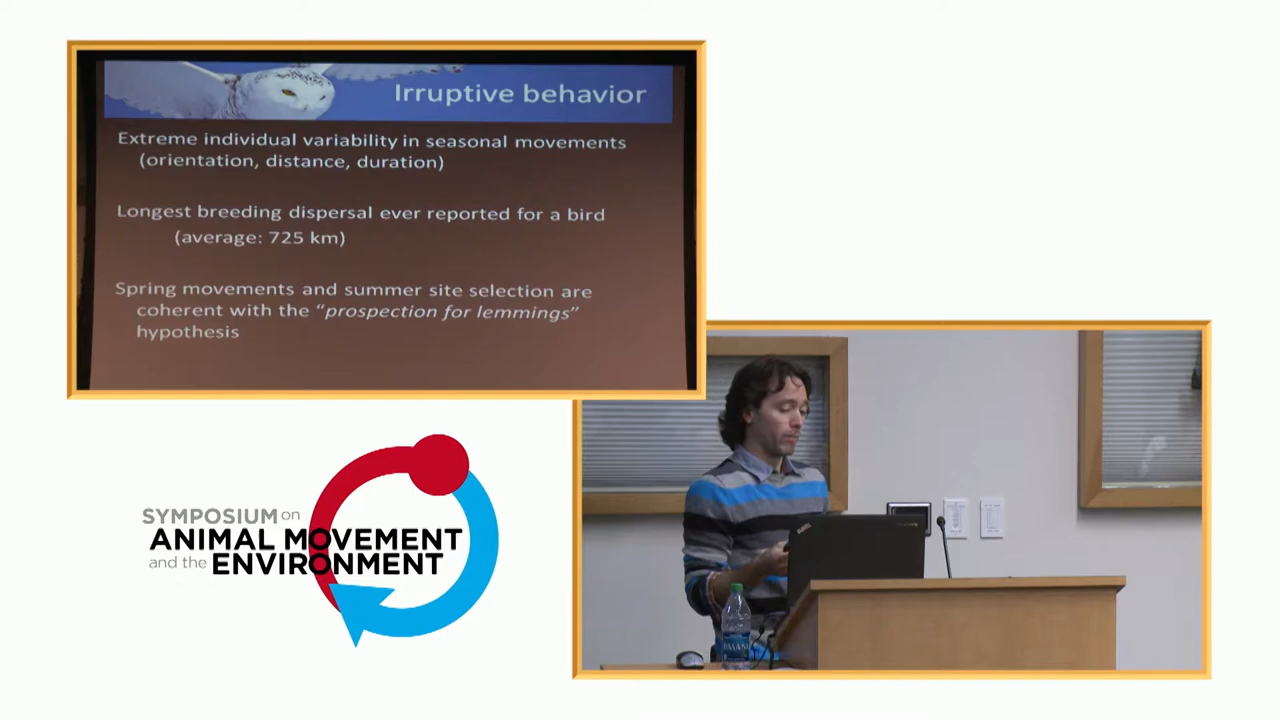 Irruptive behavior
Extreme individual variability in seasonal movements
(orientation, distance, duration)
Longest breeding dispersal ever reported for a bird
(average: 725 km)
Spring movements and summer site selection are
coherent with the “prospection for lemmings”
hypothesis
SYMPOSIUM on
ANIMAL MOVEMENT
and the ENVIRONMENT